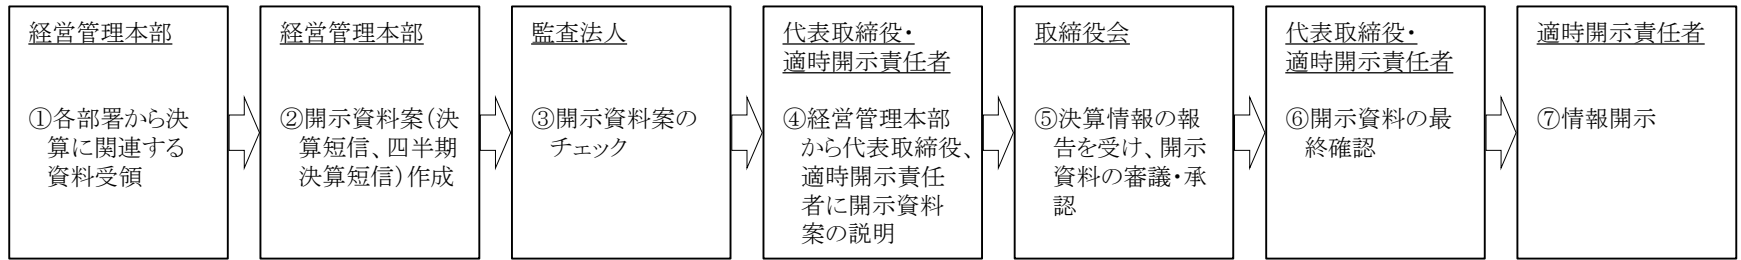 経営管理本部
①各部署から決
算に関連する
資料受領
経営管理本部
②開示資料案（決
算短信、四半期
決算短信）作成
監査法人
③開示資料案の
チェック
代表取締役・
適時開示責任者
④経営管理本部
から代表取締役、
適時開示責任
者に開示資料
案の説明
取締役会
⑤決算情報の報
告を受け、開示
資料の審議・承
認
代表取締役・
適時開示責任者
⑥開示資料の最
終確認
適時開示責任者
⑦情報開示